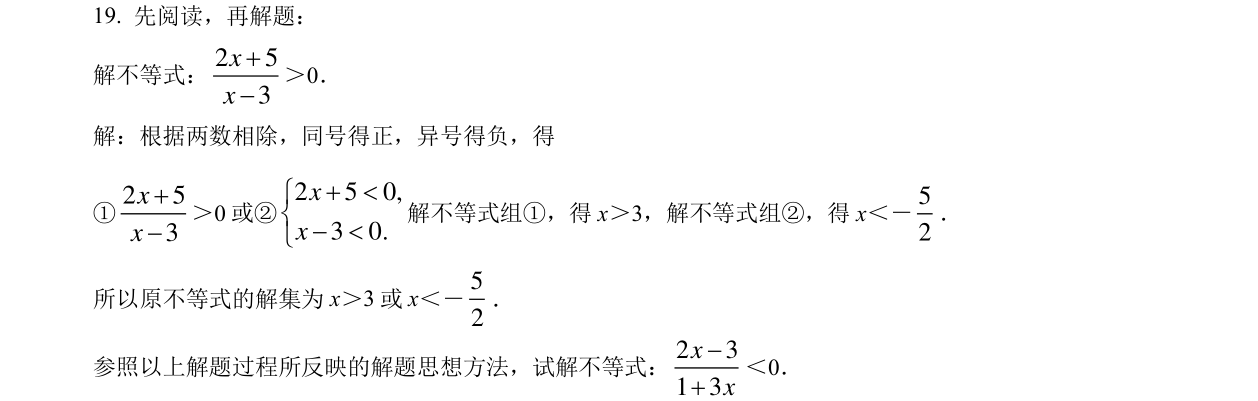 19. 先阅读，再解题：
解不等式：$\frac{2x+5}{x-3}$＞0．
解：根据两数相除，同号得正，异号得负，得
①$\frac{2x+5}{x-3}$＞0 或②$\begin{cases}2x+5<0,\\x-3<0.\end{cases}$解不等式组①，得 x＞3，解不等式组②，得 x＜－$\frac{5}{2}$．
所以原不等式的解集为 x＞3 或 x＜－$\frac{5}{2}$．
参照以上解题过程所反映的解题思想方法，试解不等式：$\frac{2x-3}{1+3x}$＜0．